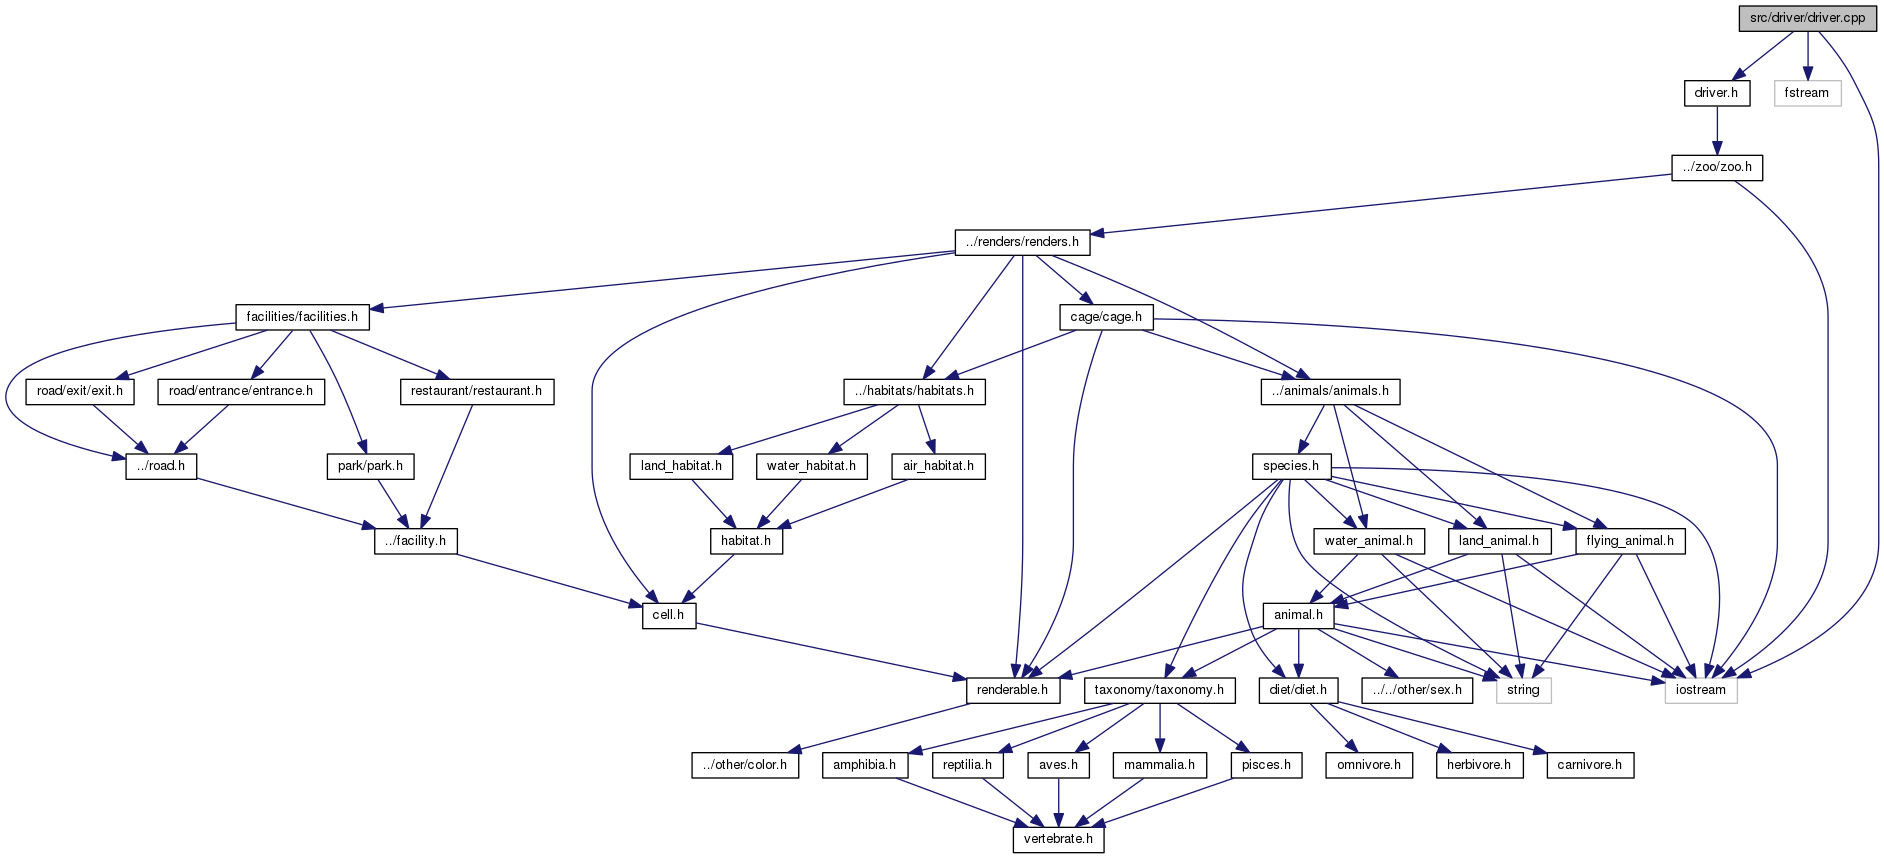 src/driver/driver.cpp
driver.h
fstream
../zoo/zoo.h
../renders/renders.h
facilities/facilities.h
cage/cage.h
road/exit/exit.h
road/entrance/entrance.h
restaurant/restaurant.h
../habitats/habitats.h
../animals/animals.h
../road.h
park/park.h
land_habitat.h
water_habitat.h
air_habitat.h
species.h
../facility.h
habitat.h
water_animal.h
land_animal.h
flying_animal.h
cell.h
animal.h
renderable.h
taxonomy/taxonomy.h
diet/diet.h
../../other/sex.h
string
iostream
../other/color.h
amphibia.h
reptilia.h
aves.h
mammalia.h
pisces.h
omnivore.h
herbivore.h
carnivore.h
vertebrate.h